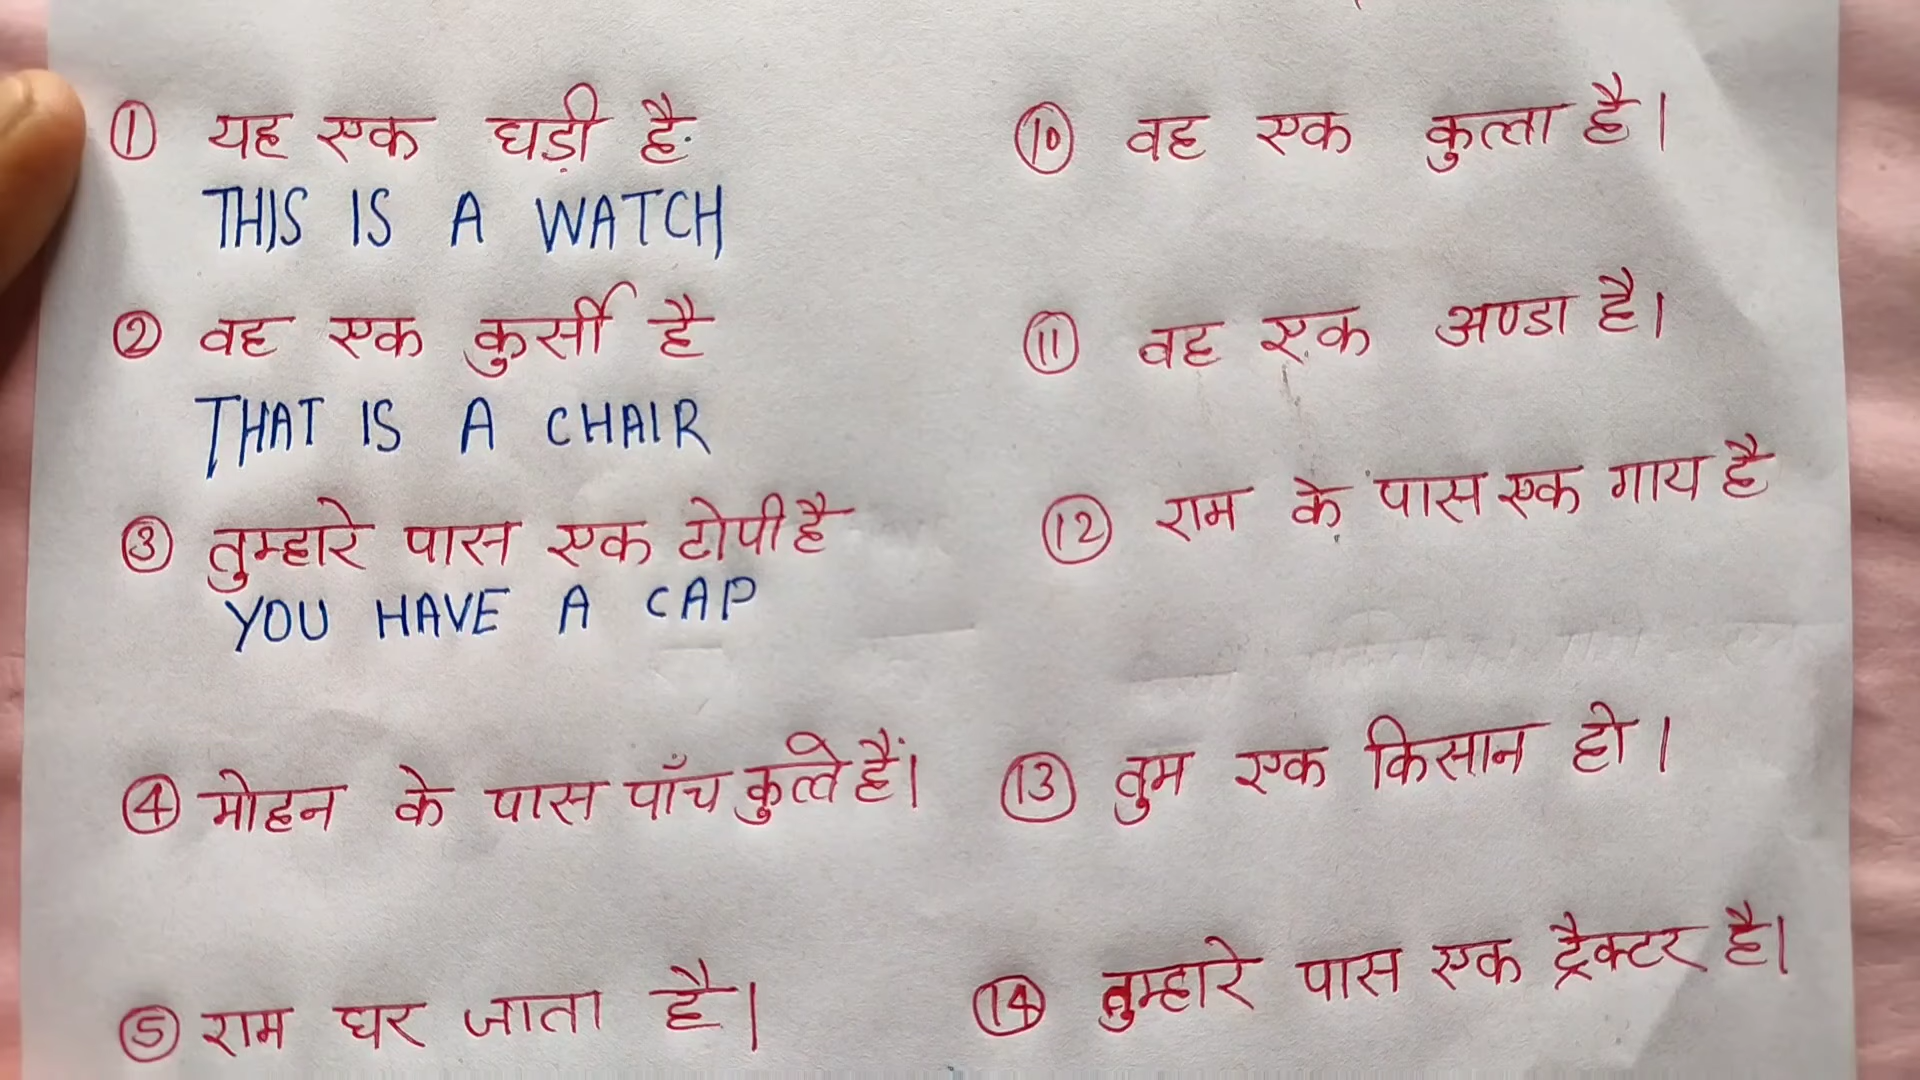 ① यह एक घड़ी है.
THIS IS A WATCH
② वह एक कुर्सी है
THAT IS A CHAIR
③ तुम्हारे पास एक टोपी है
YOU HAVE A CAP
④ मोहन के पास पाँच कुत्ते हैं।
⑤ राम घर जाता है।
⑩ वह एक कुत्ता है।
⑪ वह एक अण्डा है।
⑫ राम के पास एक गाय है
⑬ तुम एक किसान हो।
⑭ तुम्हारे पास एक ट्रैक्टर है।